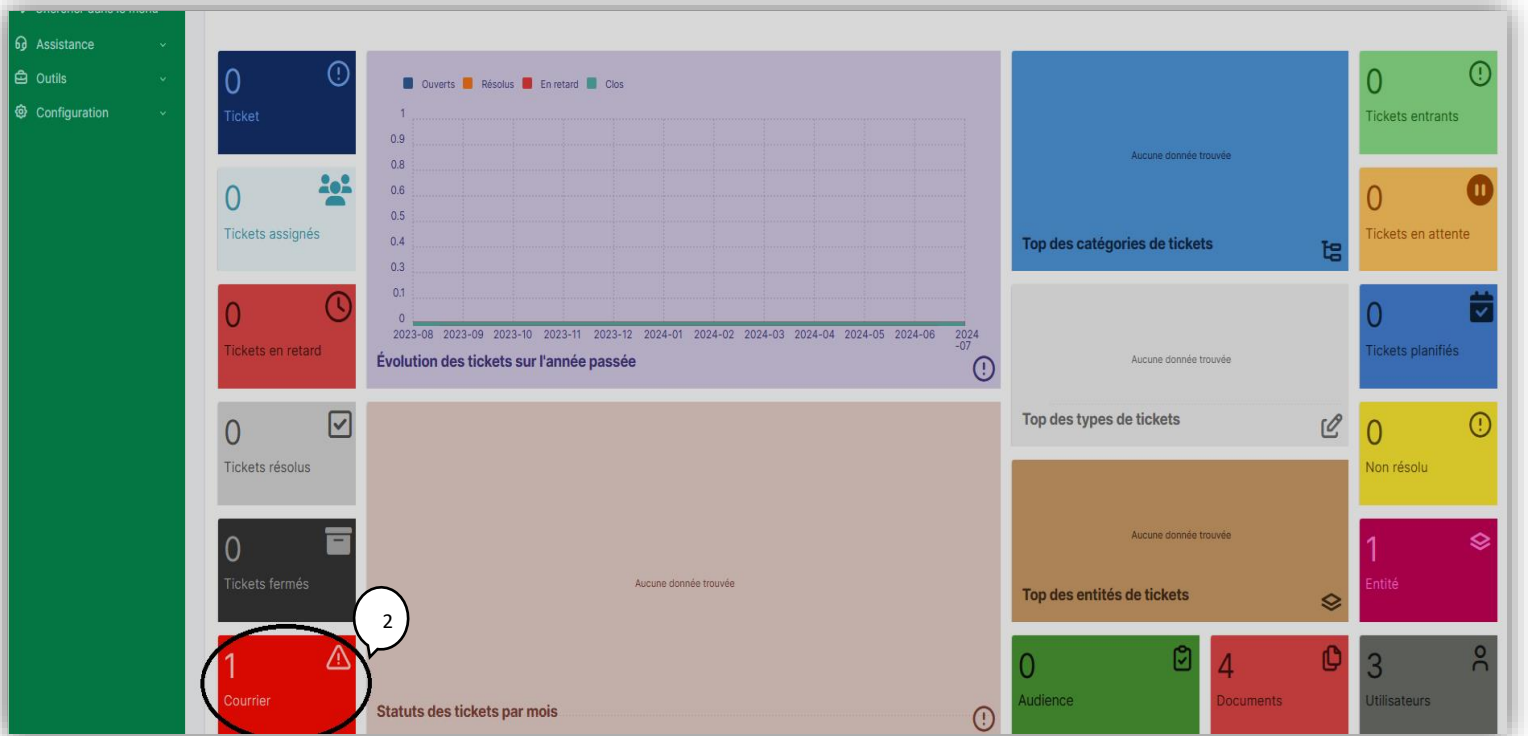 Chercher dans le menu
Assistance
Outils
Configuration
0
Ticket
0
Tickets assignés
0
Tickets en retard
0
Tickets résolus
0
Tickets fermés
1
Courrier
2
Ouverts Résolus En retard Clos
1
0.9
0.8
0.6
0.5
0.4
0.3
0.1
0
2023-08 2023-09 2023-10 2023-11 2023-12 2024-01 2024-02 2024-03 2024-04 2024-05 2024-06 2024
-07
Évolution des tickets sur l'année passée
Aucune donnée trouvée
Statuts des tickets par mois
Aucune donnée trouvée
Top des catégories de tickets
Aucune donnée trouvée
Top des types de tickets
Aucune donnée trouvée
Top des entités de tickets
0
Audience
4
Documents
0
Tickets entrants
0
Tickets en attente
0
Tickets planifiés
0
Non résolu
1
Entité
3
Utilisateurs